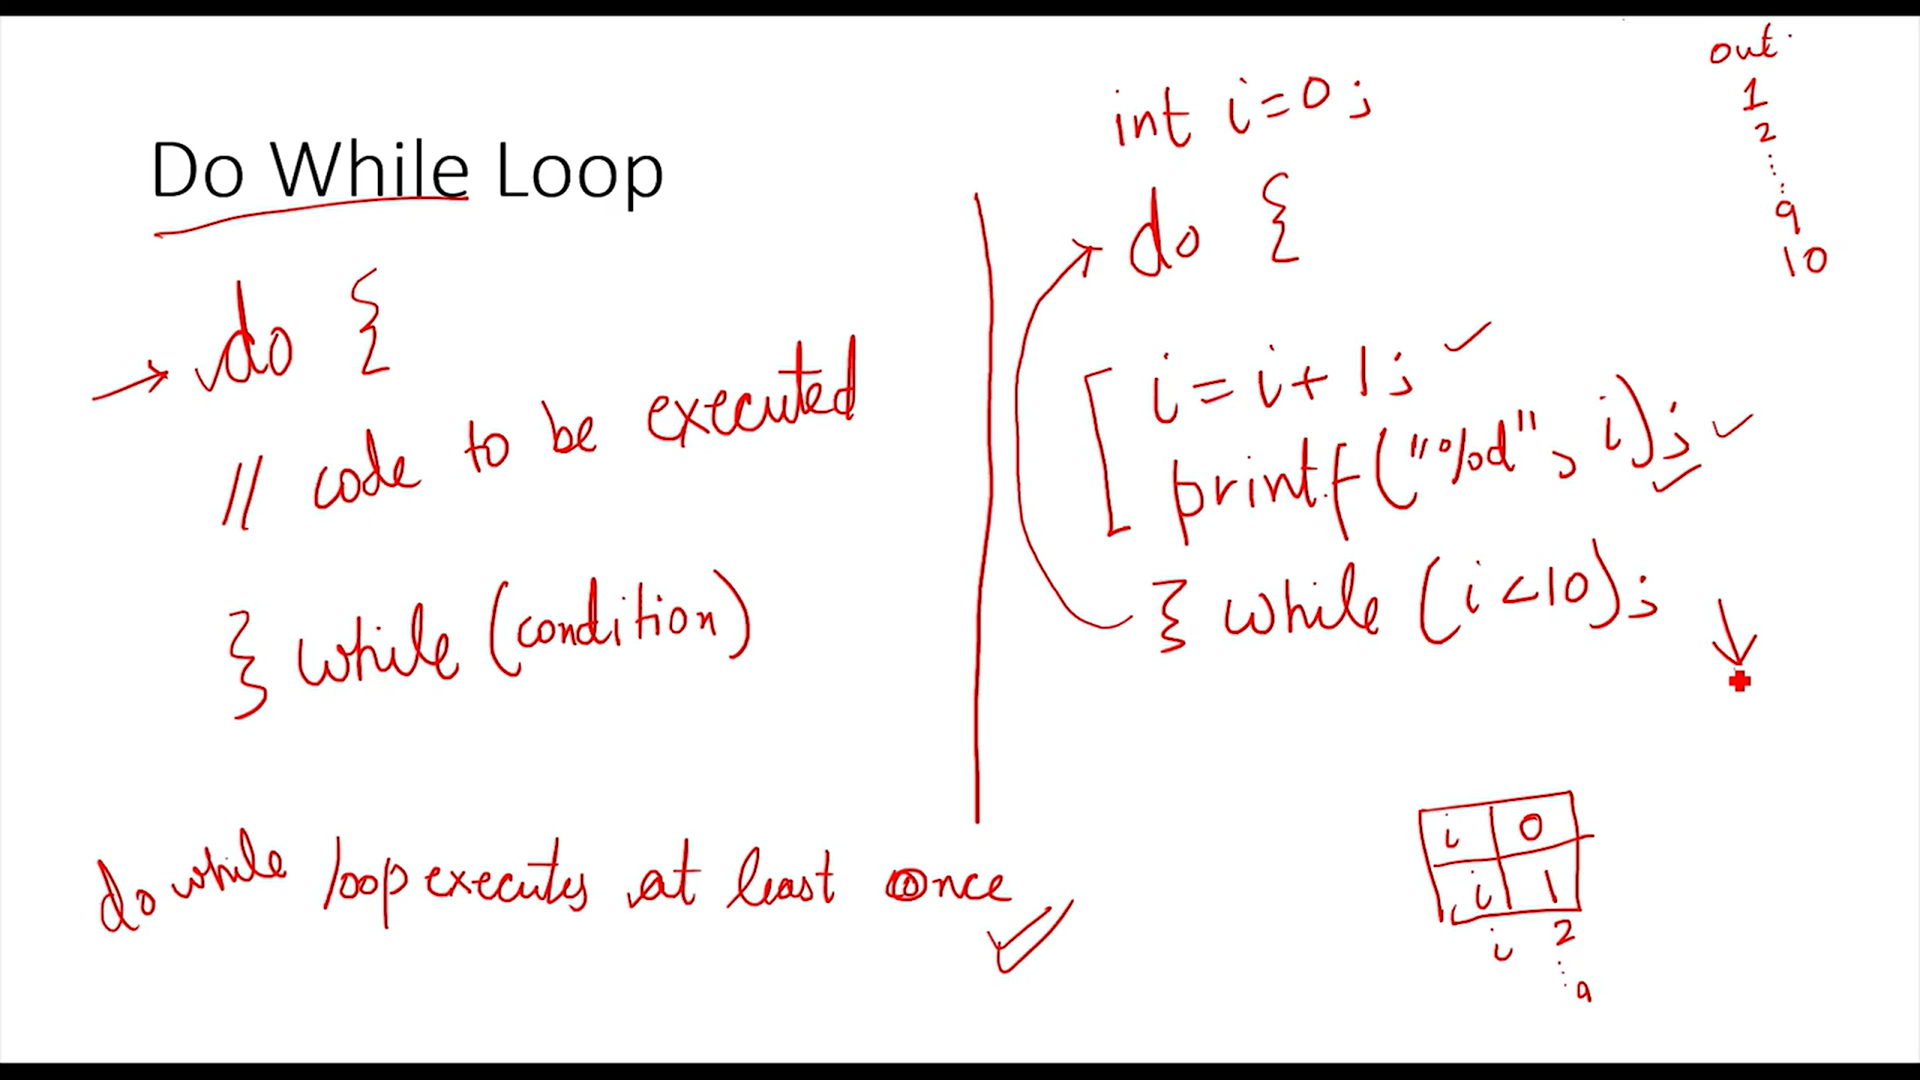 Do While Loop
do {
// code to be executed
} while (condition)
do while loop executes at least once
int i=0;
do {
i = i + 1;
printf("%d", i);
} while (i<10);
out
1
2
9
10
i 0
i 1
i 2
9